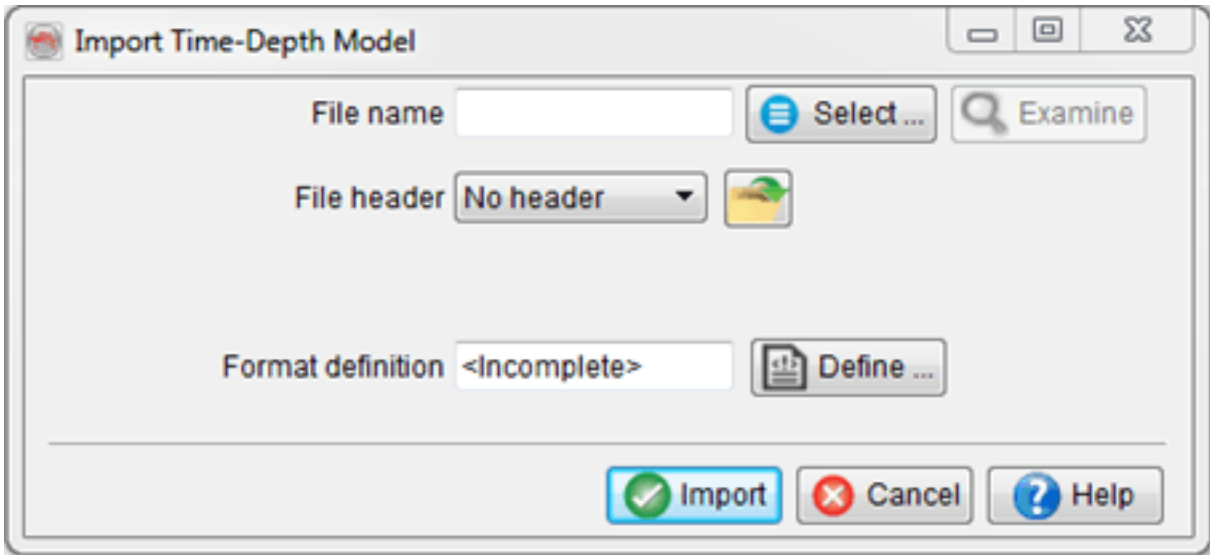 Import Time-Depth Model
File name Select ... Examine
File header No header
Format definition <Incomplete> Define ...
Import Cancel Help